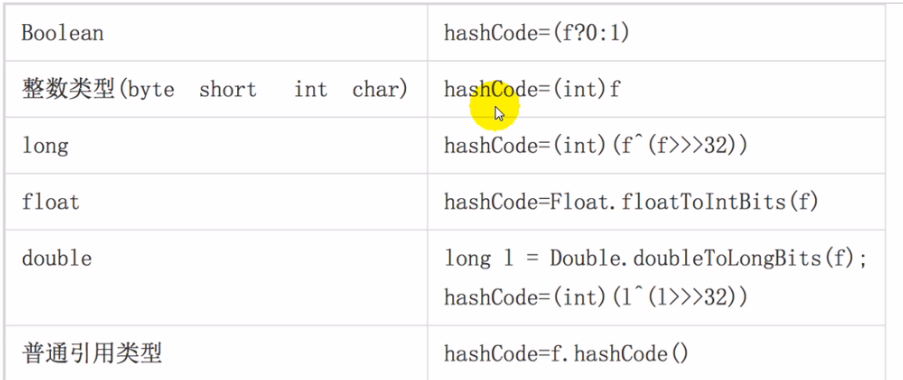 Boolean hashCode=(f?0:1)
整数类型(byte short int char) hashCode=(int)f
long hashCode=(int)(f^(f>>>32))
float hashCode=Float.floatToIntBits(f)
double long l = Double.doubleToLongBits(f);
hashCode=(int)(l^(l>>>32))
普通引用类型 hashCode=f.hashCode()